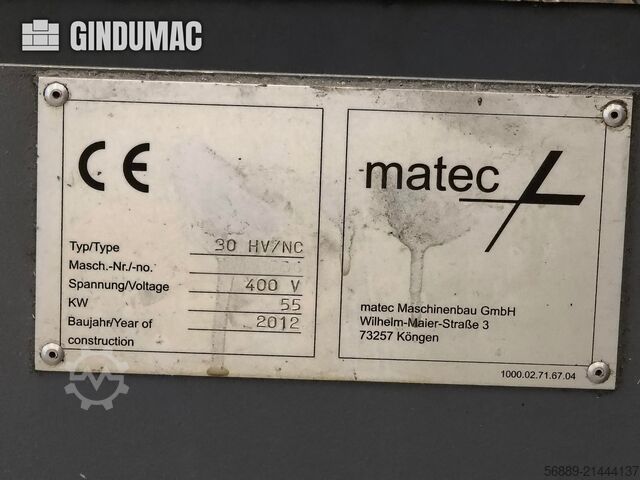 GINDUMAC
CE
Typ/Type 30 HV/NC
Masch.-Nr./-no.
Spannung/Voltage 400 V
KW 55
Baujahr/Year of 2012
construction
matec
matec Maschinenbau GmbH
Wilhelm-Maier-Straße 3
73257 Köngen
1000.02.71.67.04
56889-21444137